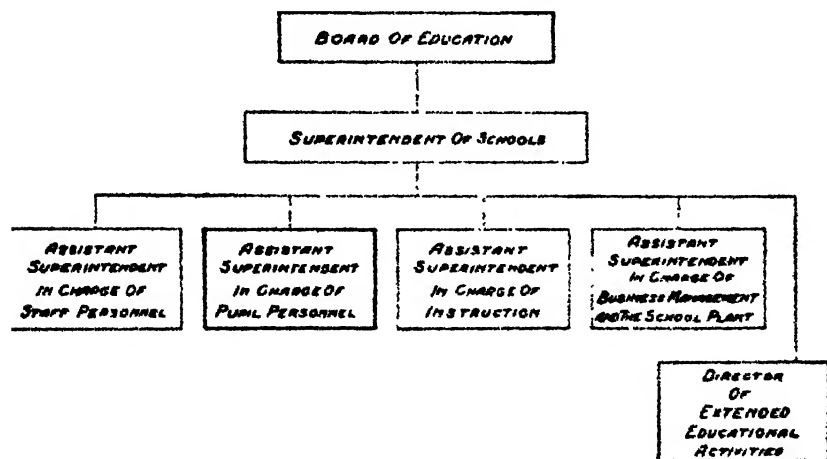 BOARD OF EDUCATION
SUPERINTENDENT OF SCHOOLS
ASSISTANT
SUPERINTENDENT
IN CHARGE OF
STAFF PERSONNEL
ASSISTANT
SUPERINTENDENT
IN CHARGE OF
PUPIL PERSONNEL
ASSISTANT
SUPERINTENDENT
IN CHARGE OF
INSTRUCTION
ASSISTANT
SUPERINTENDENT
IN CHARGE OF
BUSINESS MANAGEMENT
AND THE SCHOOL PLANT
DIRECTOR
OF
EXTENDED
EDUCATIONAL
ACTIVITIES